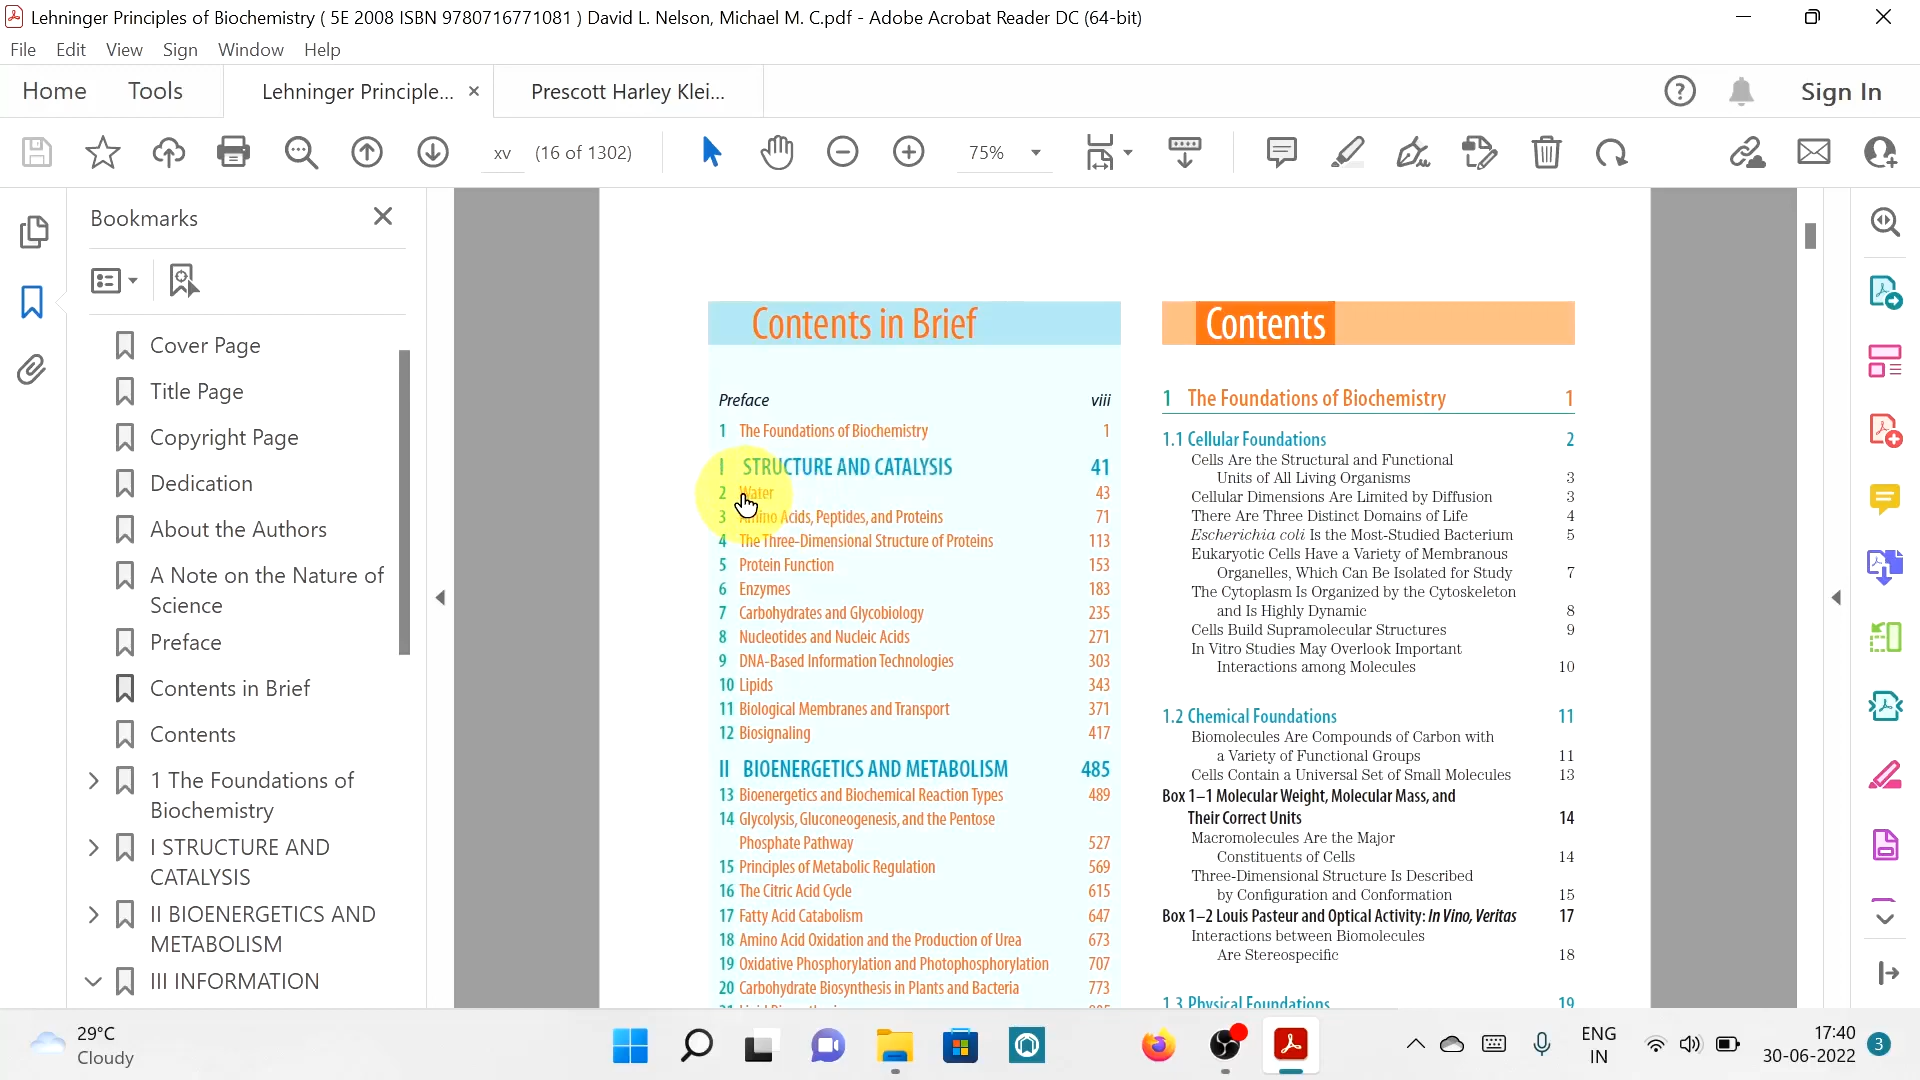 Lehninger Principles of Biochemistry ( 5E 2008 ISBN 9780716771081 ) David L. Nelson, Michael M. C.pdf - Adobe Acrobat Reader DC (64-bit)
File Edit View Sign Window Help
Home Tools Lehninger Principle... Prescott Harley Klei... Sign In
xv (16 of 1302) 75%
Bookmarks
Cover Page
Title Page
Copyright Page
Dedication
About the Authors
A Note on the Nature of
Science
Preface
Contents in Brief
Contents
1 The Foundations of
Biochemistry
I STRUCTURE AND
CATALYSIS
II BIOENERGETICS AND
METABOLISM
III INFORMATION
Contents in Brief
Preface viii
1 The Foundations of Biochemistry 1
I STRUCTURE AND CATALYSIS 41
2 Water 43
3 Amino Acids, Peptides, and Proteins 71
4 The Three-Dimensional Structure of Proteins 113
5 Protein Function 153
6 Enzymes 183
7 Carbohydrates and Glycobiology 235
8 Nucleotides and Nucleic Acids 271
9 DNA-Based Information Technologies 303
10 Lipids 343
11 Biological Membranes and Transport 371
12 Biosignaling 417
II BIOENERGETICS AND METABOLISM 485
13 Bioenergetics and Biochemical Reaction Types 489
14 Glycolysis, Gluconeogenesis, and the Pentose
Phosphate Pathway 527
15 Principles of Metabolic Regulation 569
16 The Citric Acid Cycle 615
17 Fatty Acid Catabolism 647
18 Amino Acid Oxidation and the Production of Urea 673
19 Oxidative Phosphorylation and Photophosphorylation 707
20 Carbohydrate Biosynthesis in Plants and Bacteria 773
Contents
1 The Foundations of Biochemistry 1
1.1 Cellular Foundations 2
Cells Are the Structural and Functional
Units of All Living Organisms 3
Cellular Dimensions Are Limited by Diffusion 3
There Are Three Distinct Domains of Life 4
Escherichia coli Is the Most-Studied Bacterium 5
Eukaryotic Cells Have a Variety of Membranous
Organelles, Which Can Be Isolated for Study 7
The Cytoplasm Is Organized by the Cytoskeleton
and Is Highly Dynamic 8
Cells Build Supramolecular Structures 9
In Vitro Studies May Overlook Important
Interactions among Molecules 10
1.2 Chemical Foundations 11
Biomolecules Are Compounds of Carbon with
a Variety of Functional Groups 11
Cells Contain a Universal Set of Small Molecules 13
Box 1–1 Molecular Weight, Molecular Mass, and
Their Correct Units 14
Macromolecules Are the Major
Constituents of Cells 14
Three-Dimensional Structure Is Described
by Configuration and Conformation 15
Box 1–2 Louis Pasteur and Optical Activity: In Vino, Veritas 17
Interactions between Biomolecules
Are Stereospecific 18
1.3 Physical Foundations 19
29°C
Cloudy
ENG
IN
17:40
30-06-2022
3